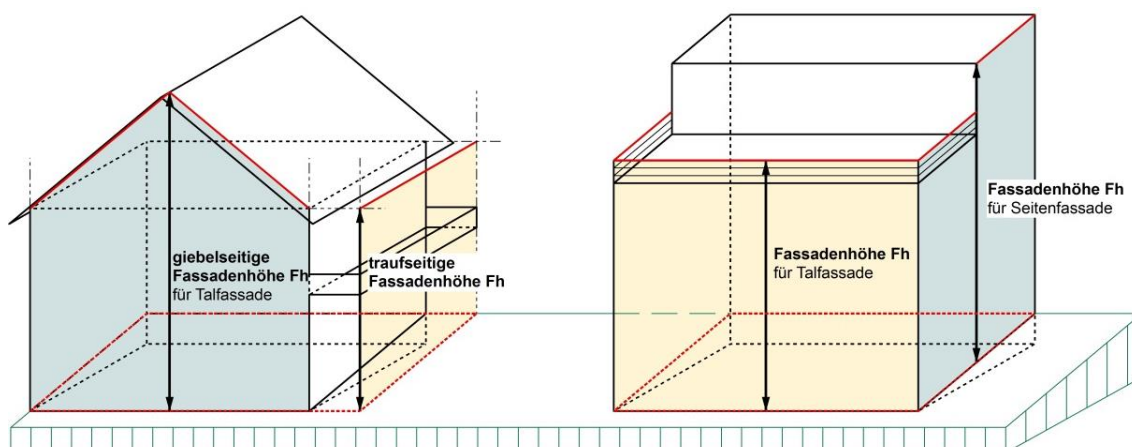 giebelseitige
Fassadenhöhe Fh
für Talfassade
traufseitige
Fassadenhöhe Fh
Fassadenhöhe Fh
für Talfassade
Fassadenhöhe Fh
für Seitenfassade